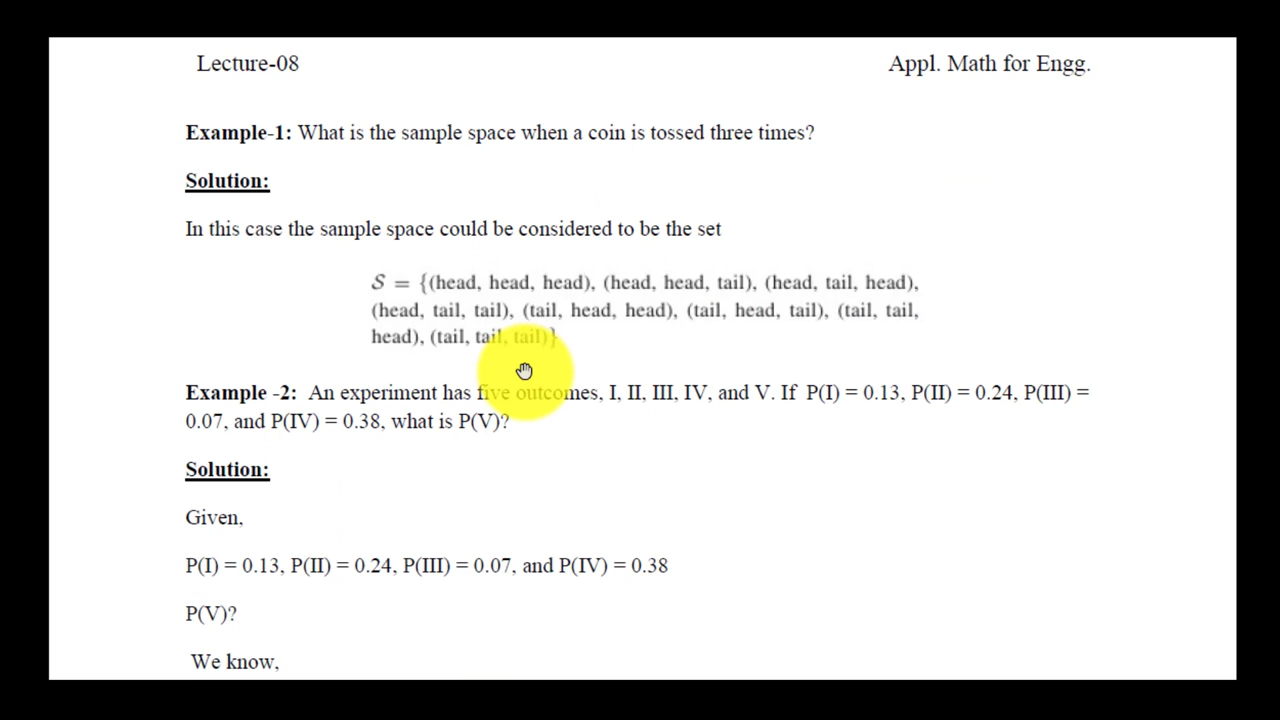 Lecture-08 Appl. Math for Engg.
Example-1: What is the sample space when a coin is tossed three times?
Solution:
In this case the sample space could be considered to be the set
S = {(head, head, head), (head, head, tail), (head, tail, head),
(head, tail, tail), (tail, head, head), (tail, head, tail), (tail, tail,
head), (tail, tail, tail)}
Example -2: An experiment has five outcomes, I, II, III, IV, and V. If P(I) = 0.13, P(II) = 0.24, P(III) =
0.07, and P(IV) = 0.38, what is P(V)?
Solution:
Given,
P(I) = 0.13, P(II) = 0.24, P(III) = 0.07, and P(IV) = 0.38
P(V)?
We know,